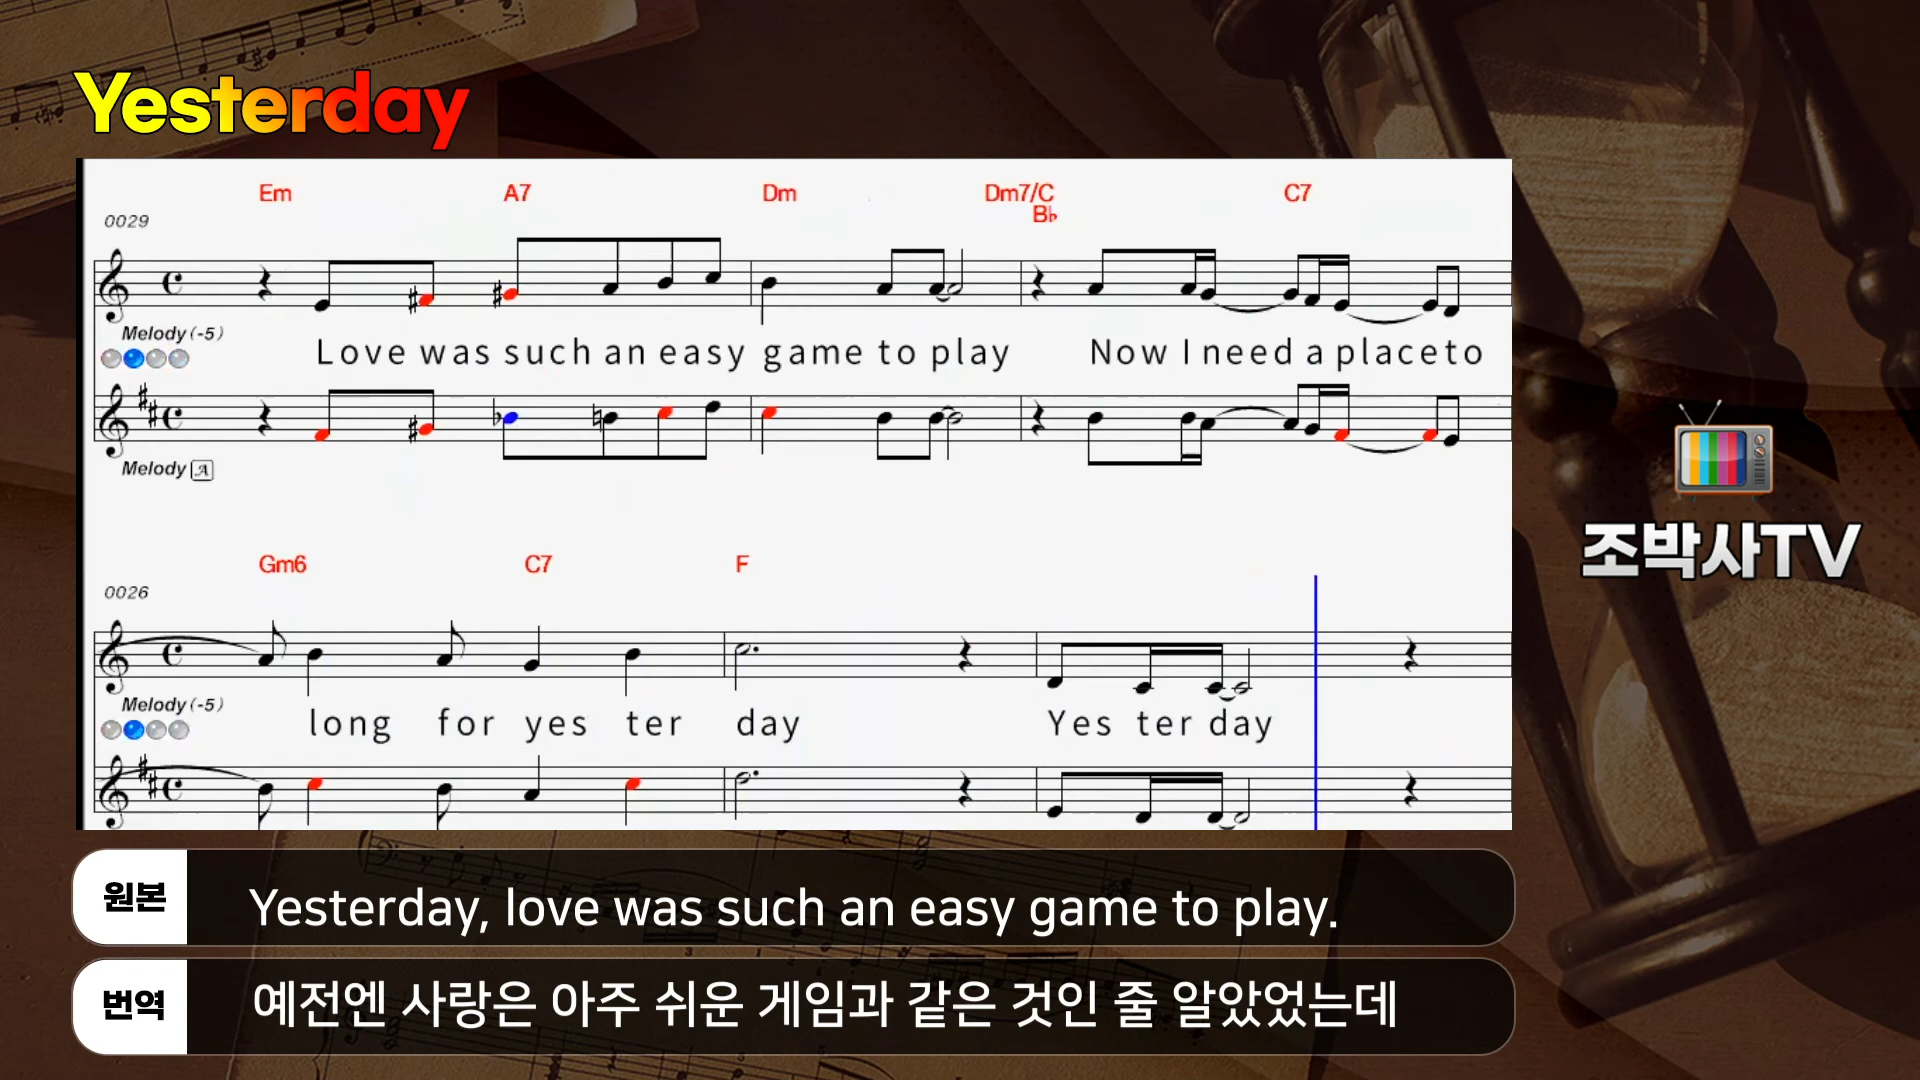 Yesterday
Em A7 Dm Dm7/C C7
B♭
0029
Melody (-5)
Love was such an easy game to play Now I need a place to
Melody A
조박사TV
Gm6 C7 F
0026
Melody (-5)
long for yes ter day Yes ter day
원본 Yesterday, love was such an easy game to play.
번역 예전엔 사랑은 아주 쉬운 게임과 같은 것인 줄 알았었는데